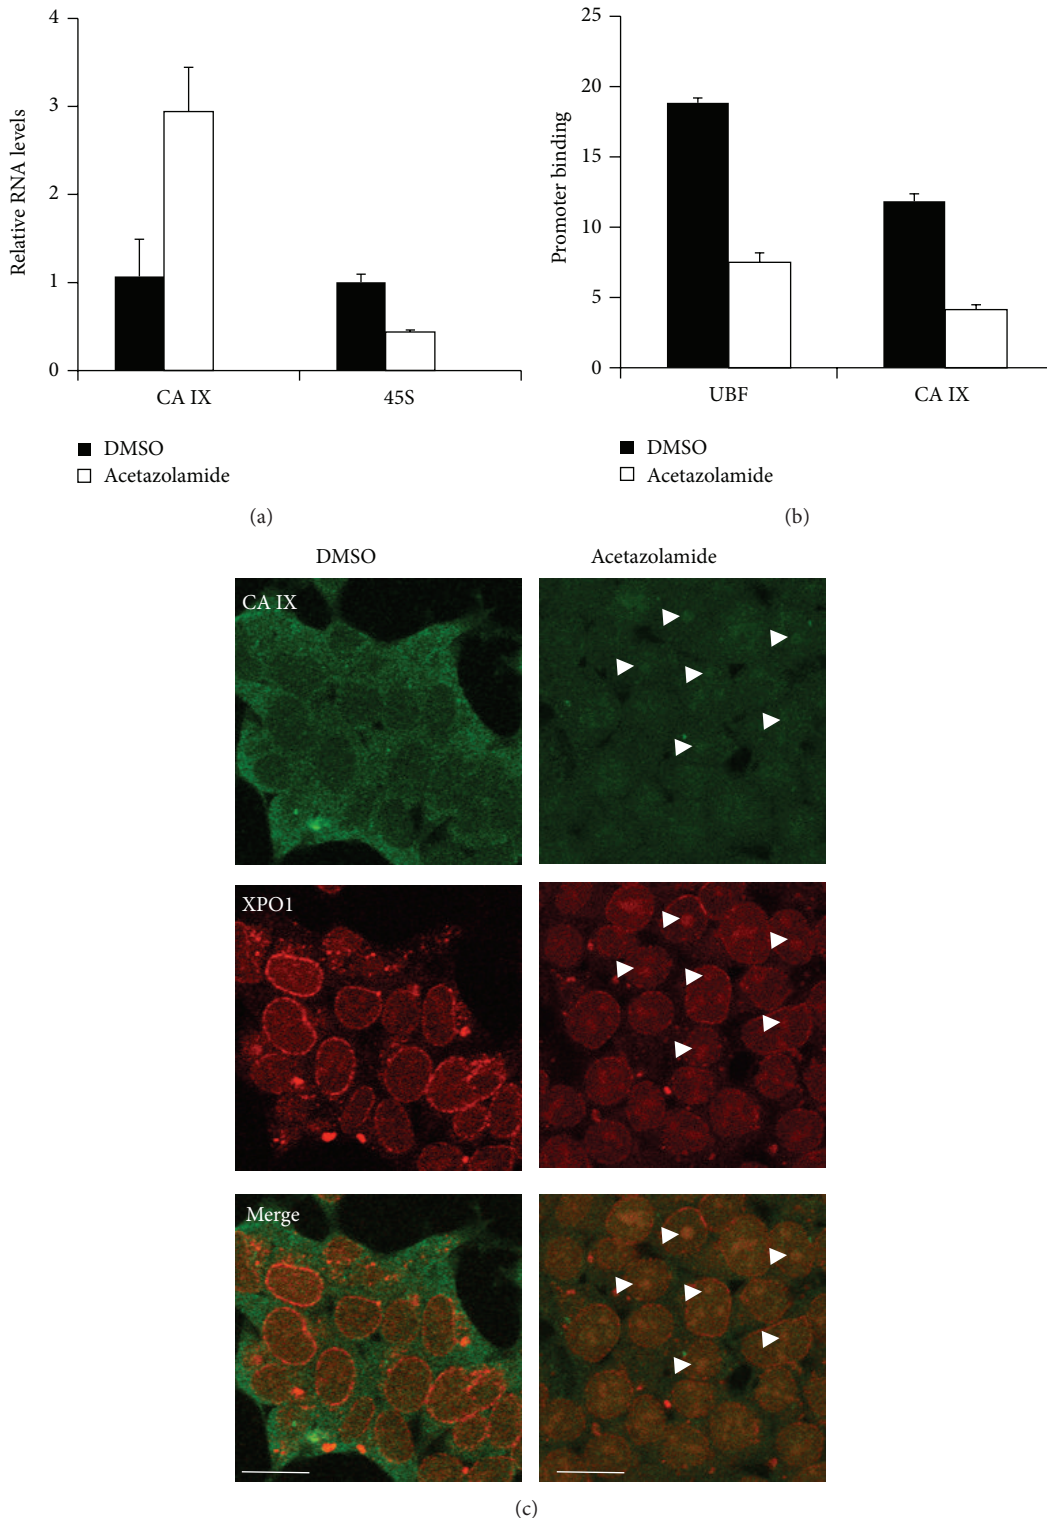 4
3
2
1
0
Relative RNA levels
CA IX 45S
DMSO
Acetazolamide
(a)
25
20
15
10
5
0
Promoter binding
UBF CA IX
DMSO
Acetazolamide
(b)
DMSO Acetazolamide
CA IX
XPO1
Merge
(c)